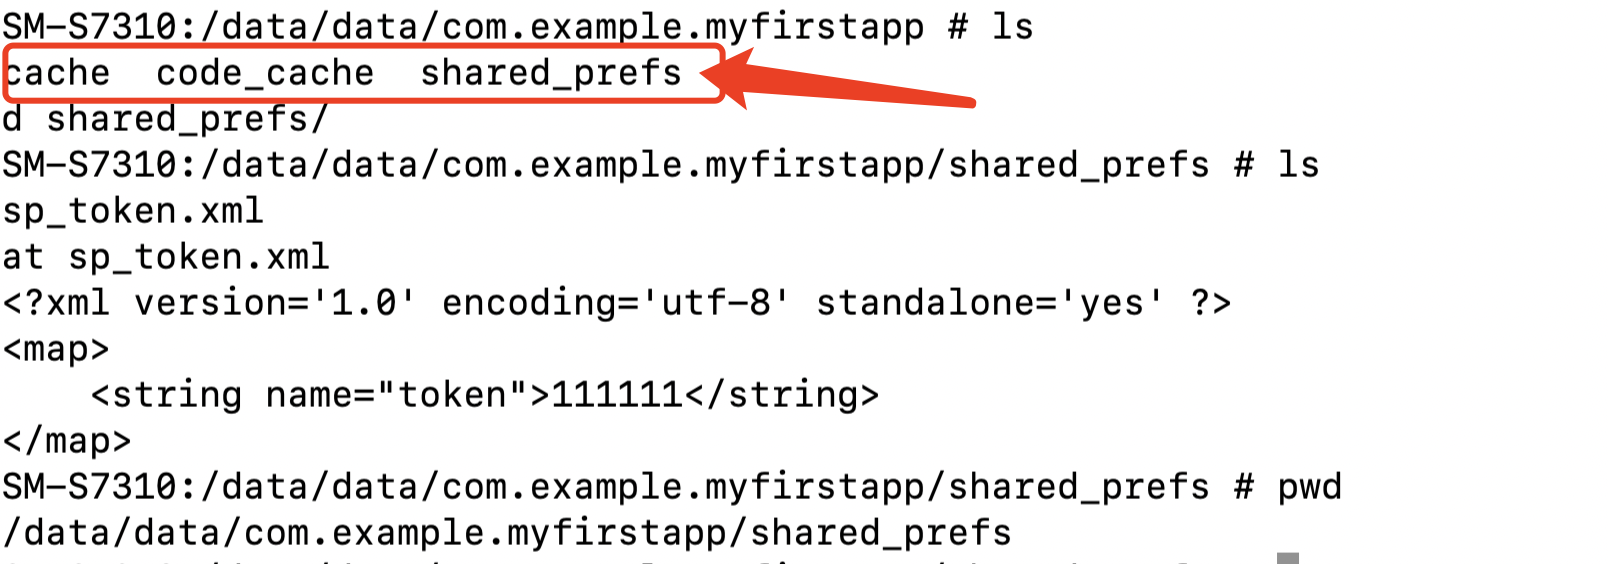 SM-S7310:/data/data/com.example.myfirstapp # ls
cache  code_cache  shared_prefs
d shared_prefs/
SM-S7310:/data/data/com.example.myfirstapp/shared_prefs # ls
sp_token.xml
at sp_token.xml
<?xml version='1.0' encoding='utf-8' standalone='yes' ?>
<map>
    <string name="token">111111</string>
</map>
SM-S7310:/data/data/com.example.myfirstapp/shared_prefs # pwd
/data/data/com.example.myfirstapp/shared_prefs